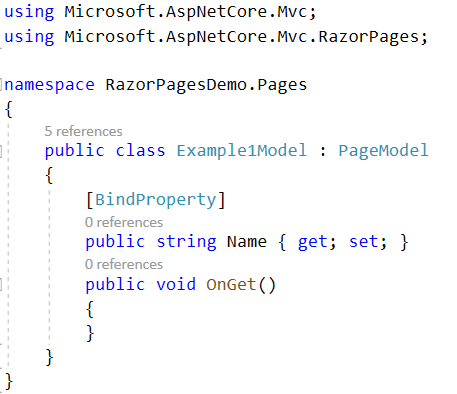 using Microsoft.AspNetCore.Mvc;
using Microsoft.AspNetCore.Mvc.RazorPages;
namespace RazorPagesDemo.Pages
{
5 references
public class Example1Model : PageModel
{
[BindProperty]
0 references
public string Name { get; set; }
0 references
public void OnGet()
{
}
}
}